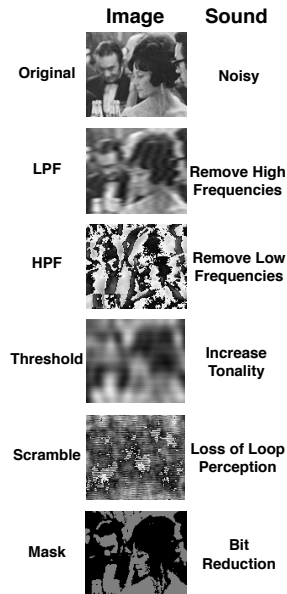 Image Sound
Original Noisy
LPF Remove High
Frequencies
HPF Remove Low
Frequencies
Threshold Increase
Tonality
Scramble Loss of Loop
Perception
Mask Bit
Reduction